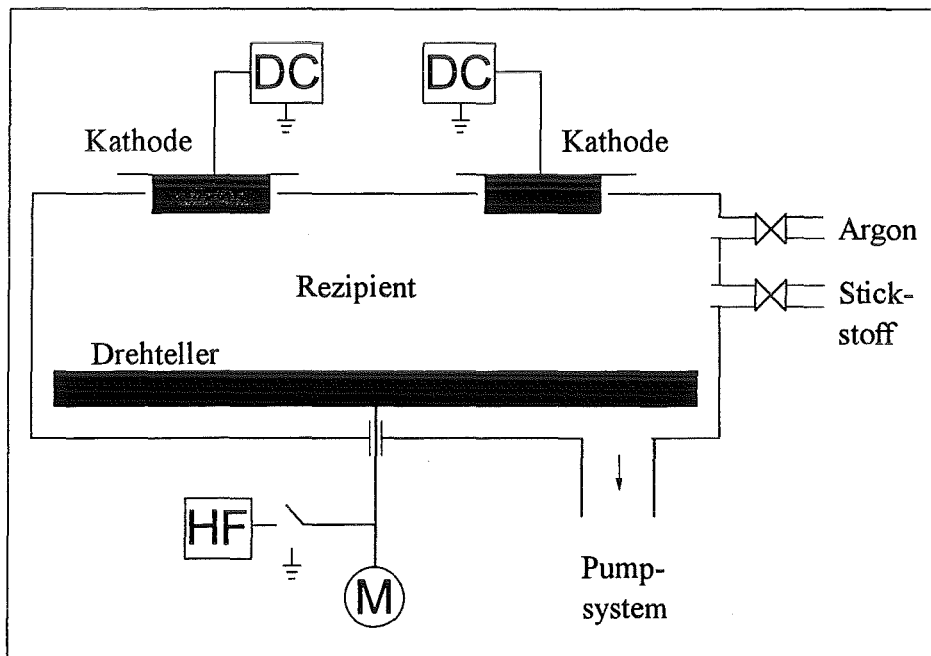 DC
DC
Kathode
Kathode
Argon
Rezipient
Stick-
stoff
Drehteller
HF
M
Pump-
system